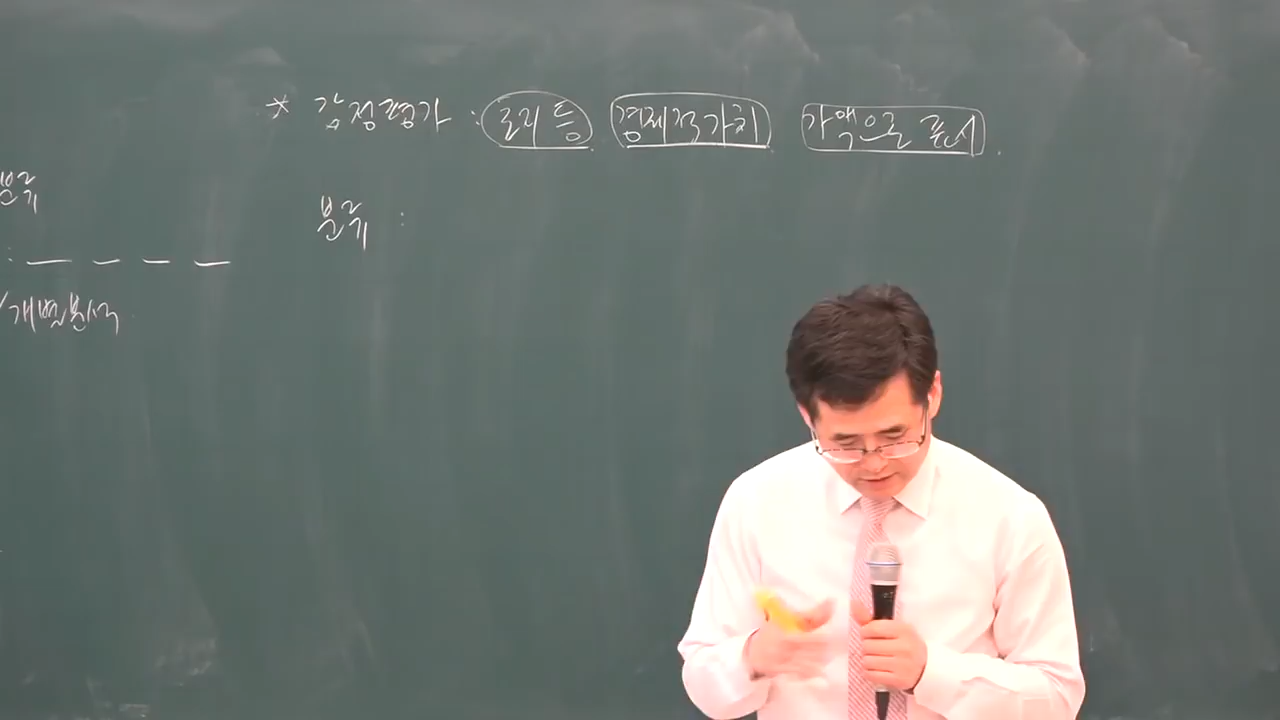 * 감정평가 : 토지 등 경제적가치 가액으로 표시.
분류
분류 :
: — — — —
/개별분석